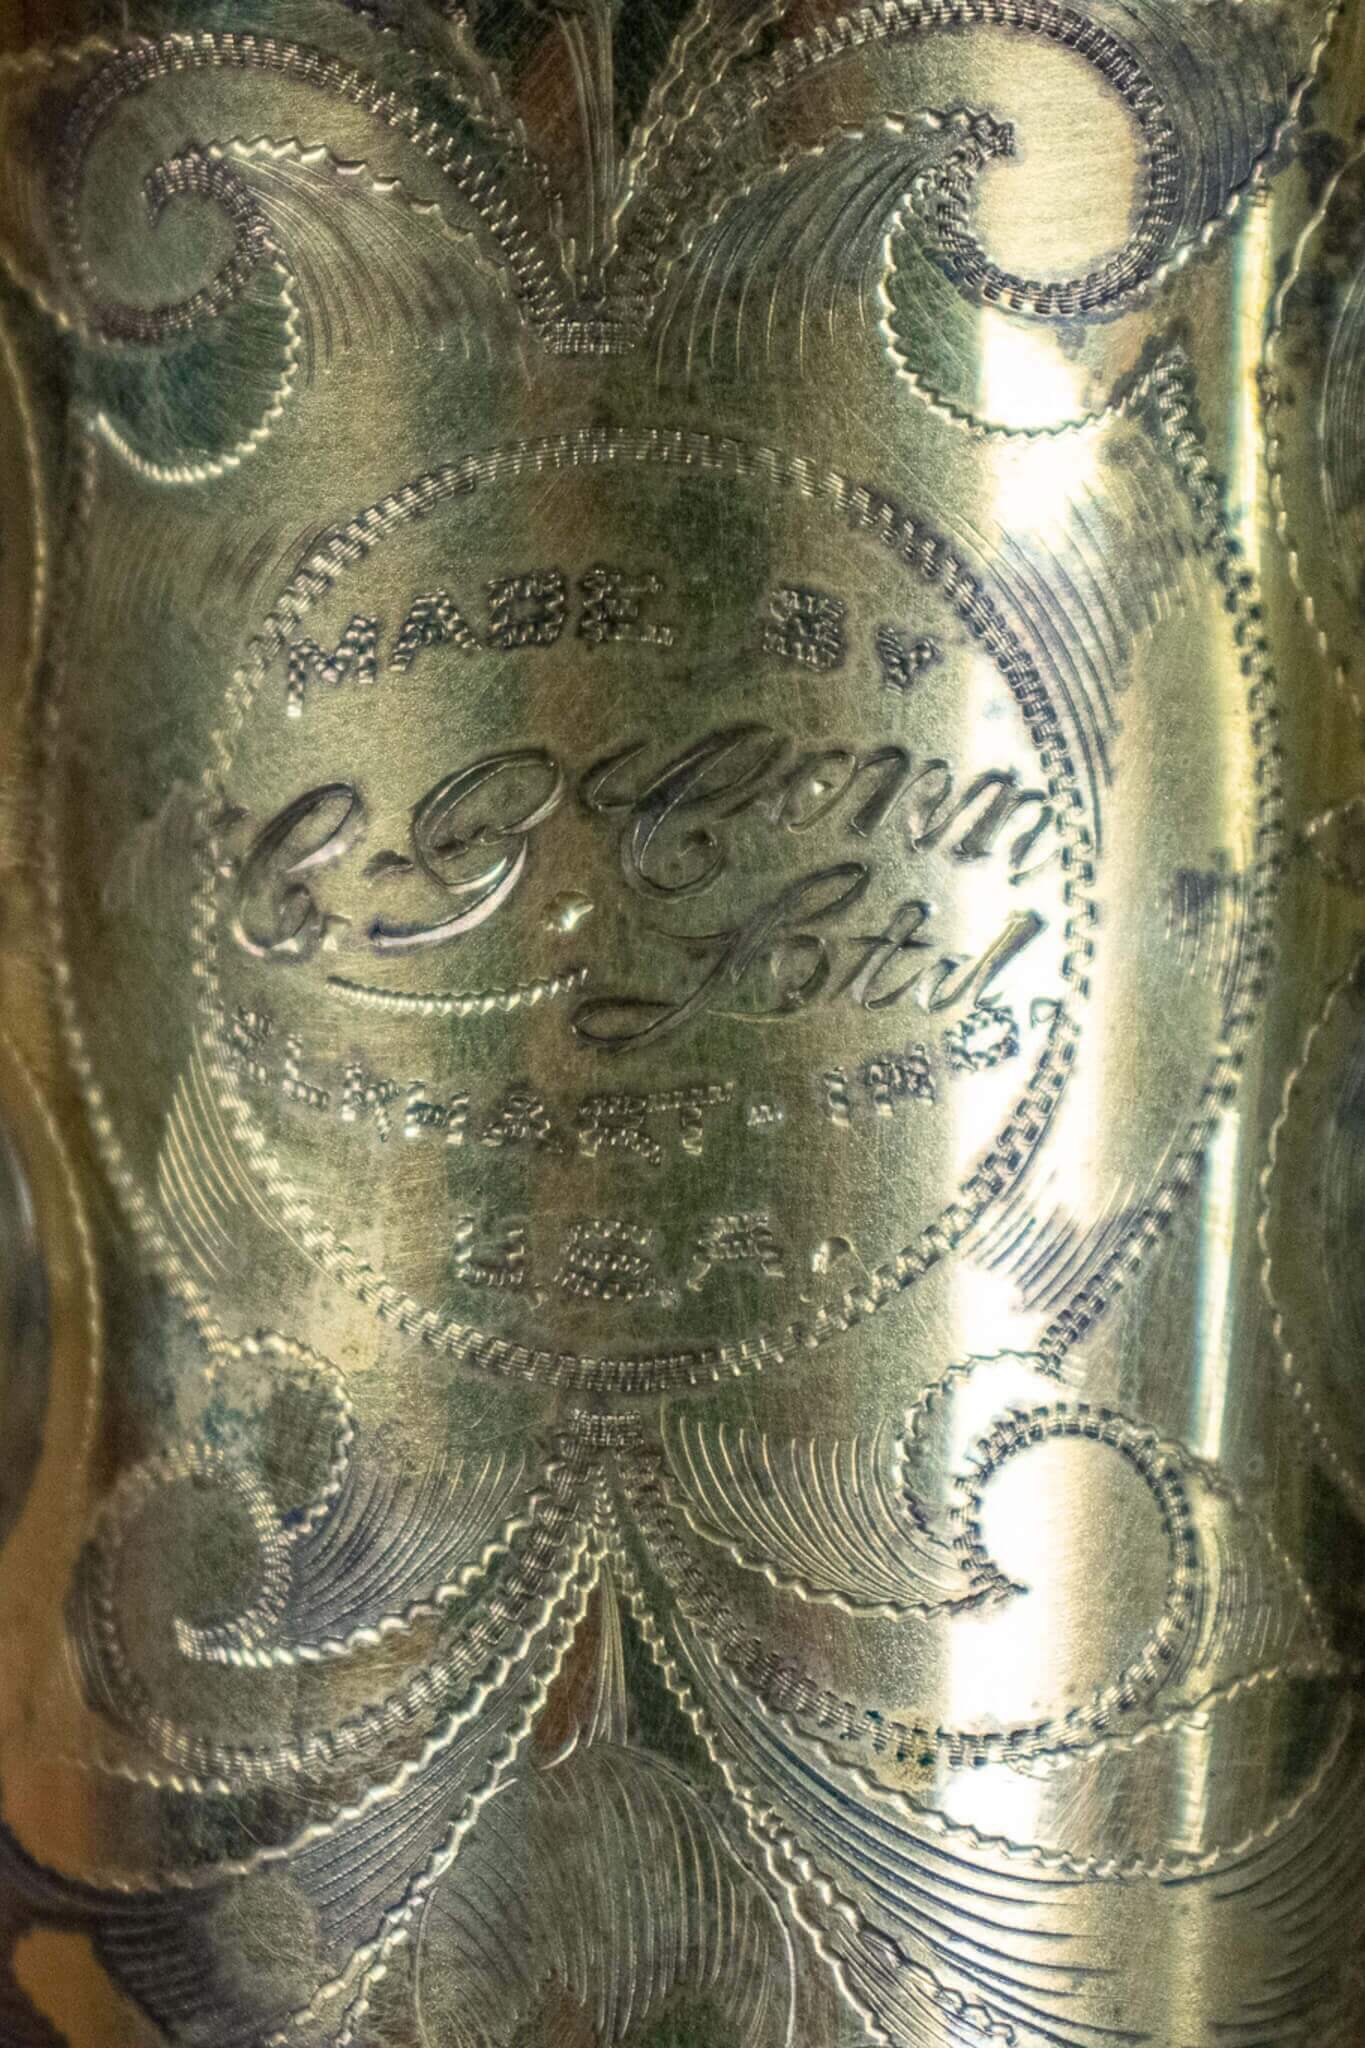 MADE BY
C. G. Conn
Ltd
ELKHART-IND.
U.S.A.